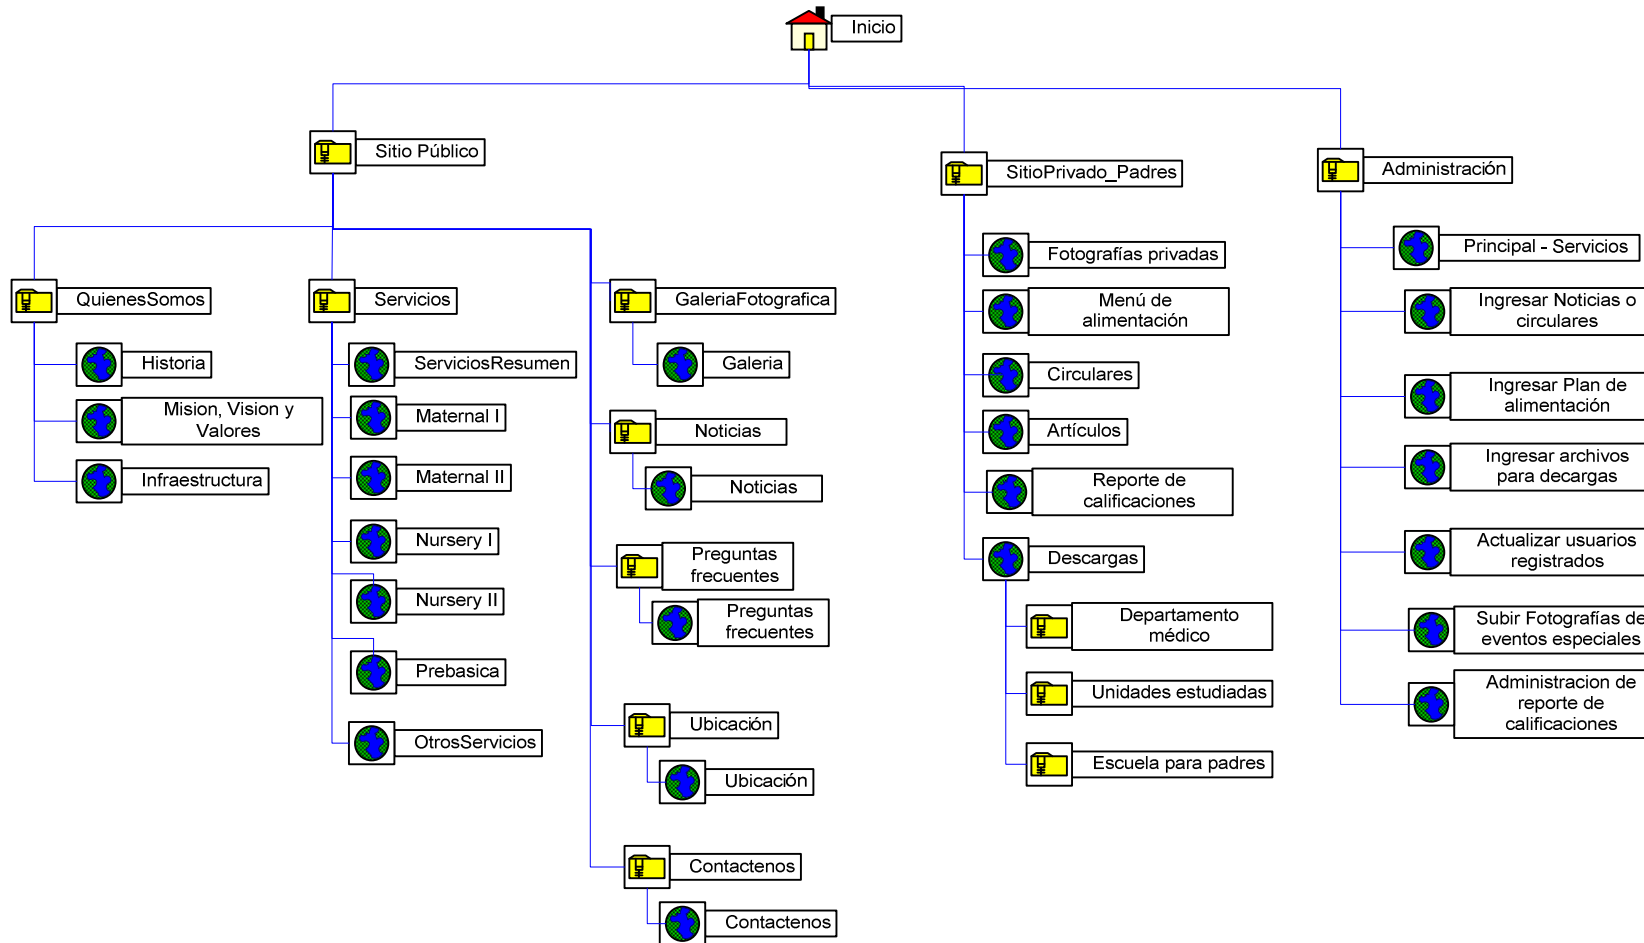 Inicio
Sitio Público
SitioPrivado_Padres
Administración
QuienesSomos
Historia
Mision, Vision y
Valores
Infraestructura
Servicios
ServiciosResumen
Maternal I
Maternal II
Nursery I
Nursery II
Prebasica
OtrosServicios
GaleriaFotografica
Galeria
Noticias
Noticias
Preguntas
frecuentes
Preguntas
frecuentes
Ubicación
Ubicación
Contactenos
Contactenos
Fotografías privadas
Menú de
alimentación
Circulares
Artículos
Reporte de
calificaciones
Descargas
Departamento
médico
Unidades estudiadas
Escuela para padres
Principal - Servicios
Ingresar Noticias o
circulares
Ingresar Plan de
alimentación
Ingresar archivos
para decargas
Actualizar usuarios
registrados
Subir Fotografías de
eventos especiales
Administracion de
reporte de
calificaciones